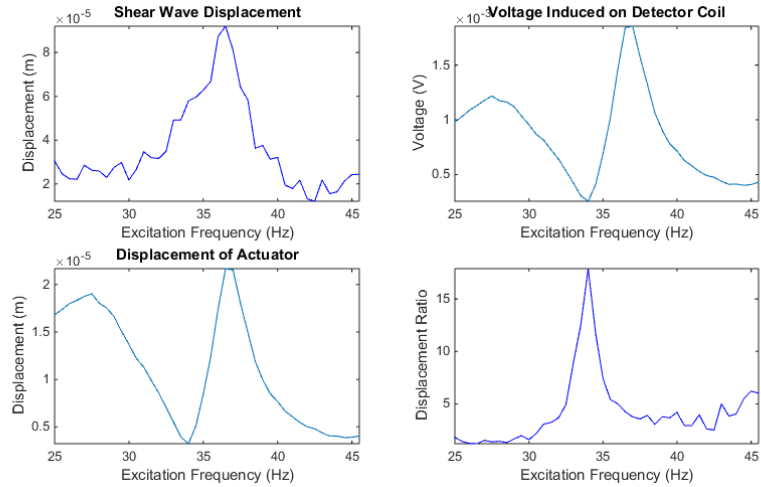 Shear Wave Displacement
×10-5
8
6
4
2
Displacement (m)
25 30 35 40 45
Excitation Frequency (Hz)
Voltage Induced on Detector Coil
×10-3
1.5
1
0.5
Voltage (V)
25 30 35 40 45
Excitation Frequency (Hz)
Displacement of Actuator
×10-5
2
1.5
1
0.5
Displacement (m)
25 30 35 40 45
Excitation Frequency (Hz)
15
10
5
Displacement Ratio
25 30 35 40 45
Excitation Frequency (Hz)